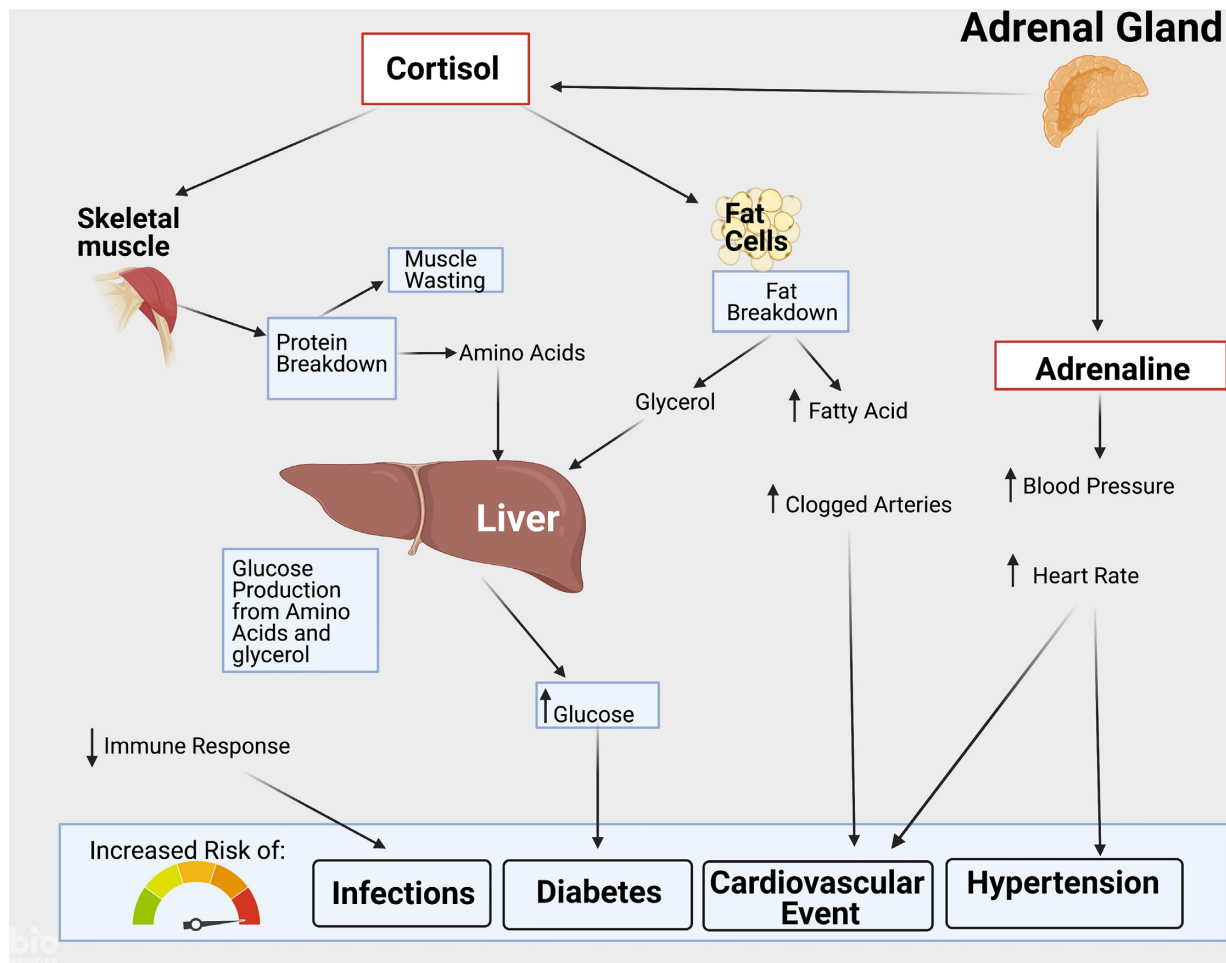 Adrenal Gland
Cortisol
Skeletal
muscle
Fat
Cells
Muscle
Wasting
Fat
Breakdown
Protein
Breakdown
Amino Acids
Adrenaline
Glycerol
Fatty Acid
Blood Pressure
Clogged Arteries
Liver
Heart Rate
Glucose
Production
from Amino
Acids and
glycerol
Glucose
Immune Response
Increased Risk of:
Infections
Diabetes
Cardiovascular
Event
Hypertension
bio